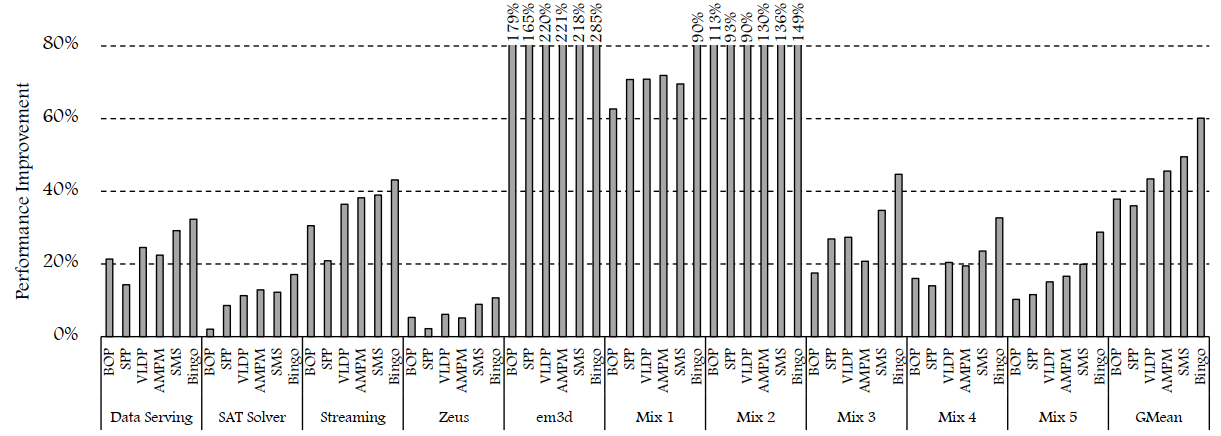 179%
165%
220%
221%
218%
285%
90%
113%
93%
90%
130%
136%
149%
80%
60%
40%
20%
0%
Performance Improvement
BOP
SPP
VLDP
AMPM
SMS
Bingo
BOP
SPP
VLDP
AMPM
SMS
Bingo
BOP
SPP
VLDP
AMPM
SMS
Bingo
BOP
SPP
VLDP
AMPM
SMS
Bingo
BOP
SPP
VLDP
AMPM
SMS
Bingo
BOP
SPP
VLDP
AMPM
SMS
Bingo
BOP
SPP
VLDP
AMPM
SMS
Bingo
BOP
SPP
VLDP
AMPM
SMS
Bingo
BOP
SPP
VLDP
AMPM
SMS
Bingo
BOP
SPP
VLDP
AMPM
SMS
Bingo
BOP
SPP
VLDP
AMPM
SMS
Bingo
Data Serving
SAT Solver
Streaming
Zeus
em3d
Mix 1
Mix 2
Mix 3
Mix 4
Mix 5
GMean